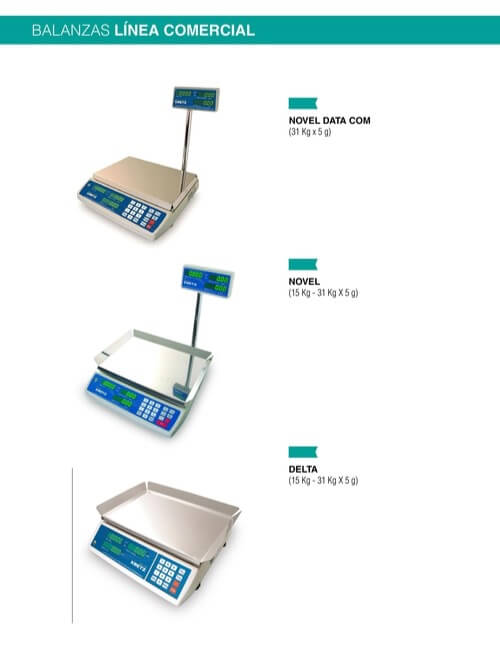 BALANZAS LÍNEA COMERCIAL
NOVEL DATA COM
(31 Kg x 5 g)
NOVEL
(15 Kg - 31 Kg X 5 g)
DELTA
(15 Kg - 31 Kg X 5 g)
KRETZ